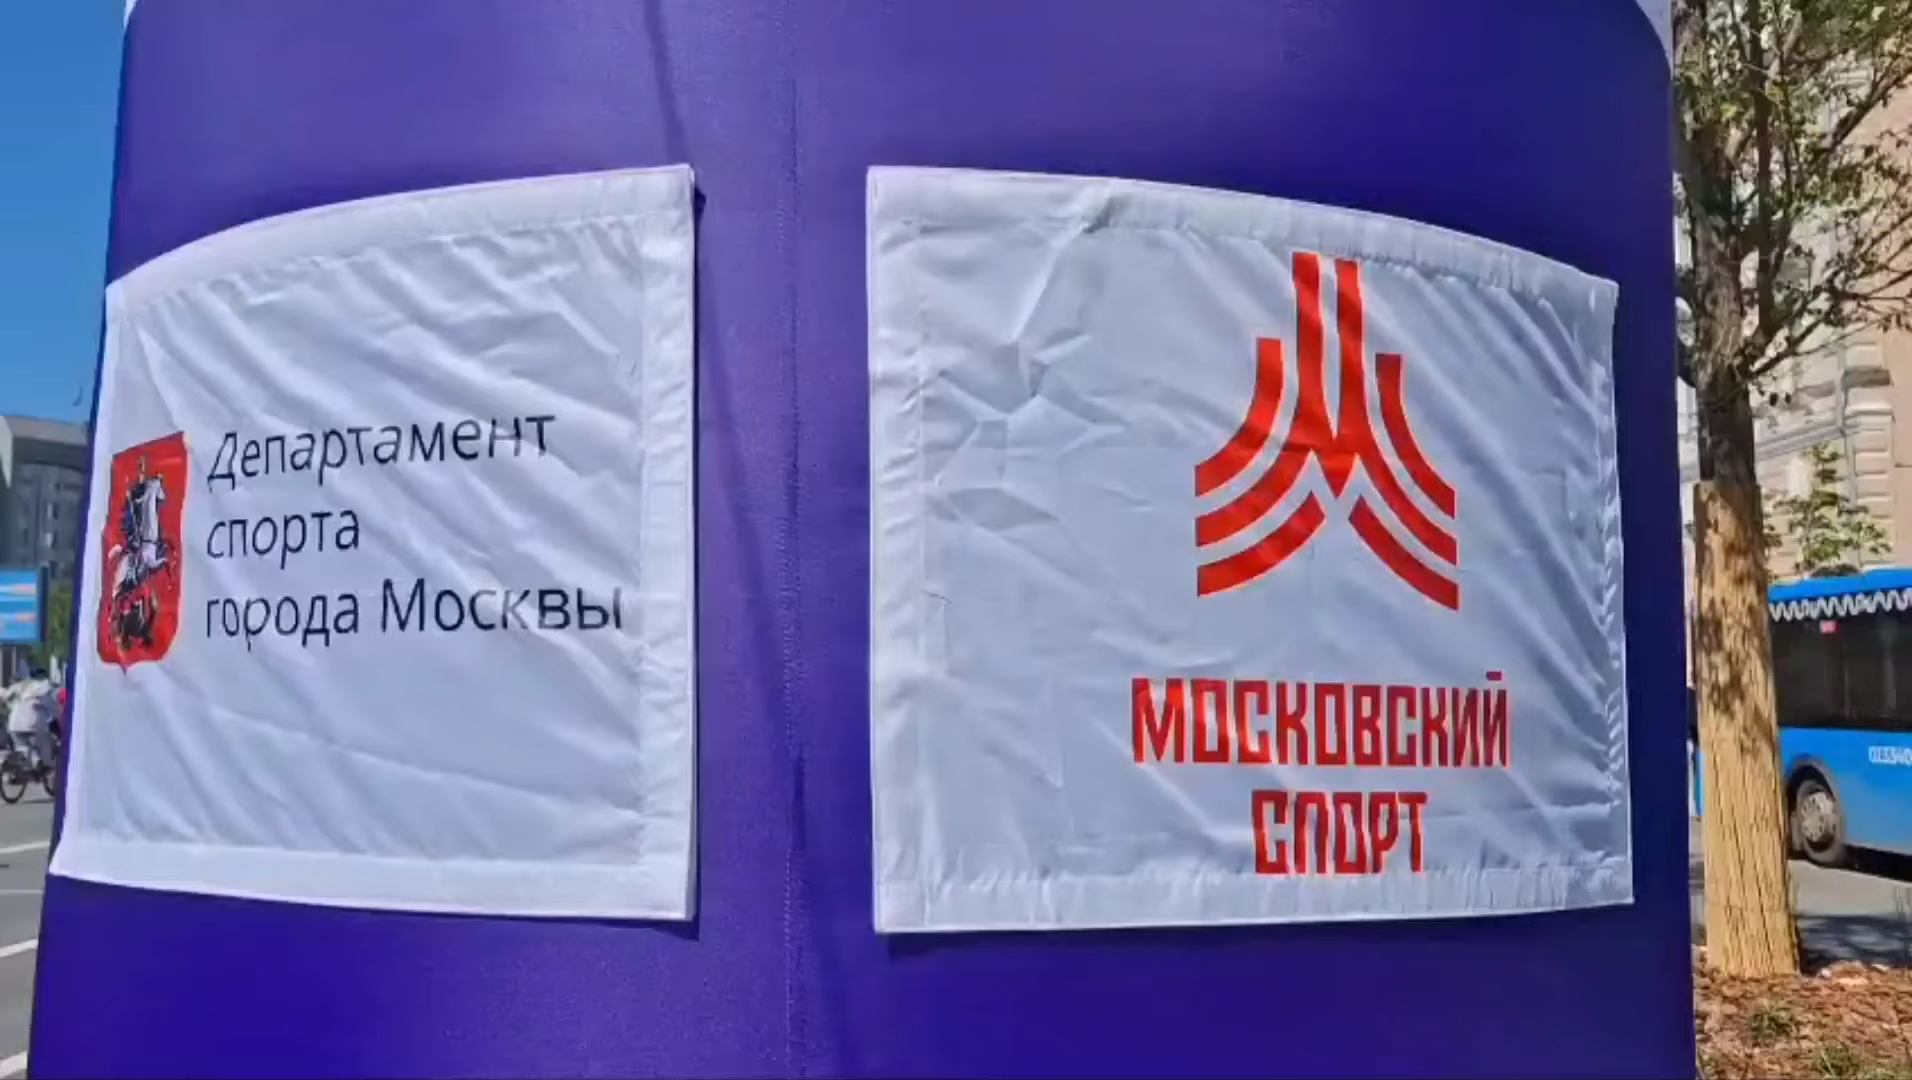 Департамент
спорта
города Москвы
МОСКОВСКИЙ
СПОРТ